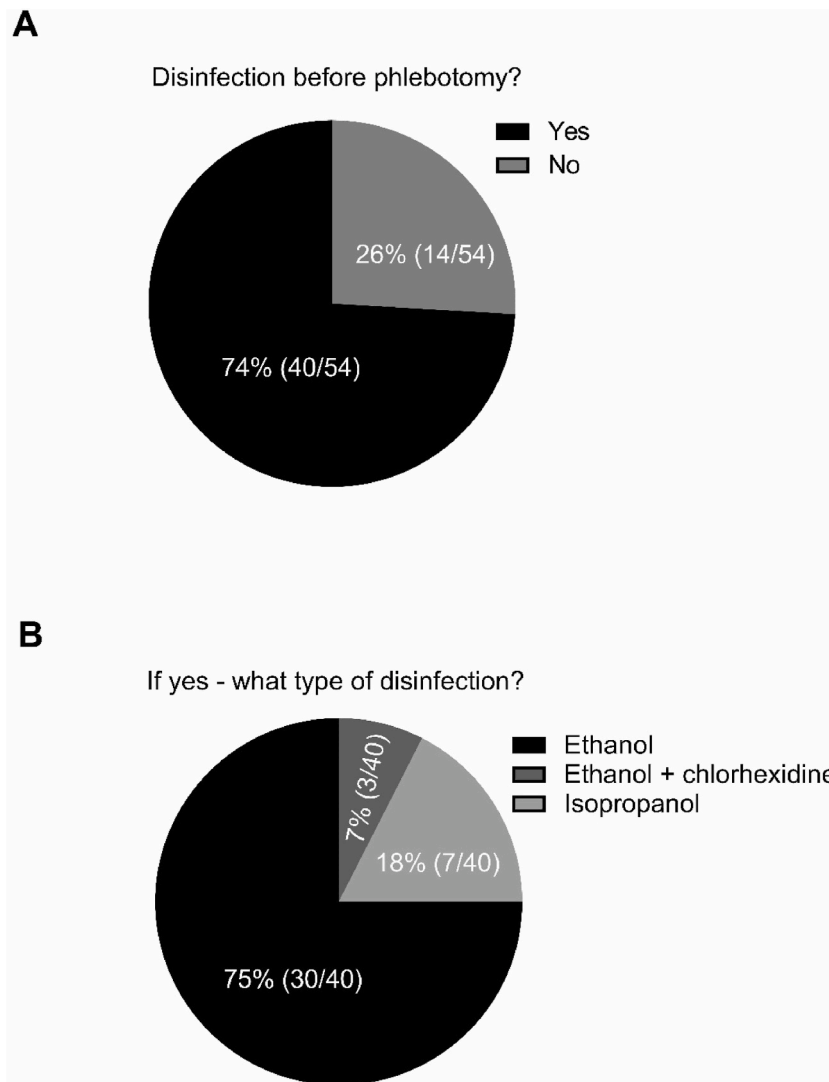 A
Disinfection before phlebotomy?
Yes
No
26% (14/54)
74% (40/54)
B
If yes - what type of disinfection?
Ethanol
Ethanol + chlorhexidine
Isopropanol
7% (3/40)
18% (7/40)
75% (30/40)